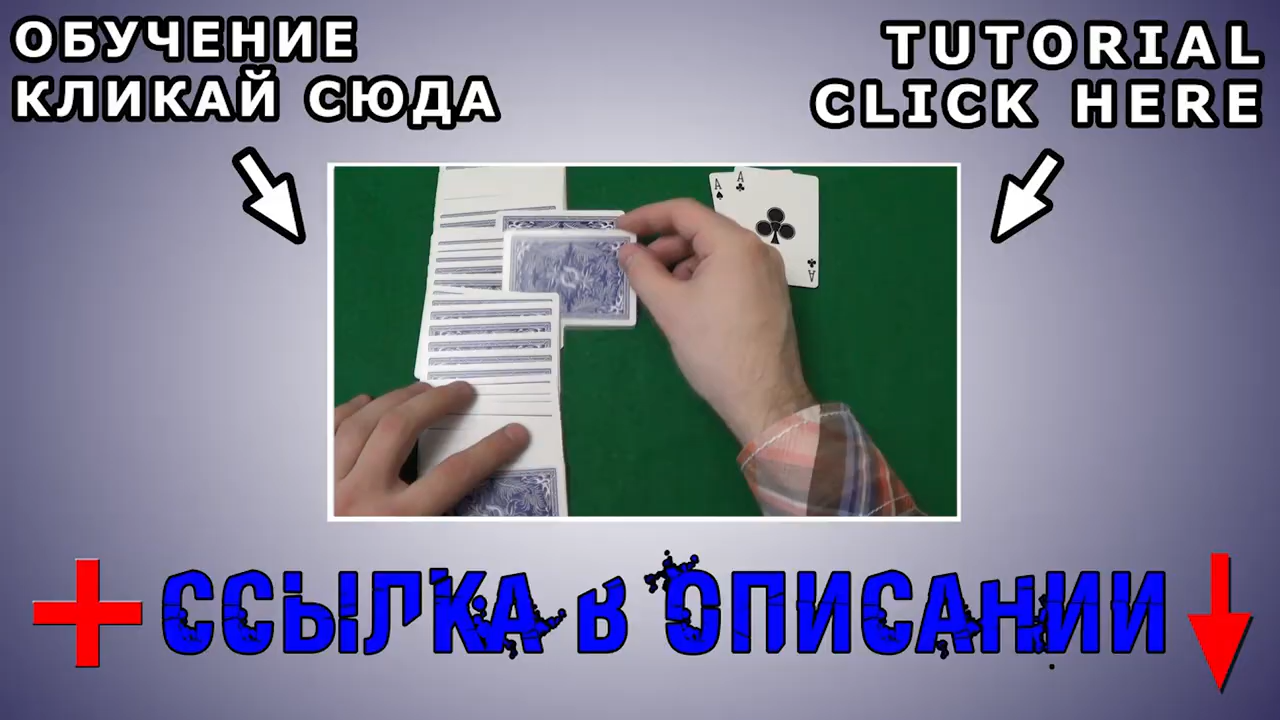 ОБУЧЕНИЕ
КЛИКАЙ СЮДА
TUTORIAL
CLICK HERE
A
A
A
+ ССЫЛКА В ОПИСАНИИ